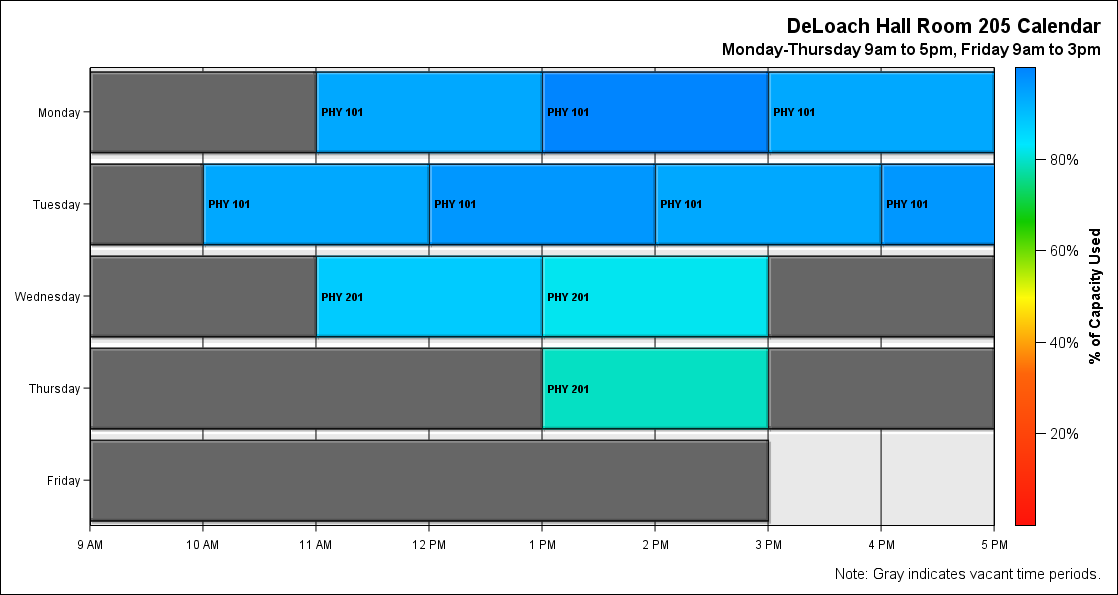 DeLoach Hall Room 205 Calendar
Monday-Thursday 9am to 5pm, Friday 9am to 3pm
Monday
PHY 101 PHY 101 PHY 101
Tuesday
PHY 101 PHY 101 PHY 101 PHY 101
Wednesday
PHY 201 PHY 201
Thursday
PHY 201
Friday
9 AM 10 AM 11 AM 12 PM 1 PM 2 PM 3 PM 4 PM 5 PM
80%
60%
40%
20%
% of Capacity Used
Note: Gray indicates vacant time periods.